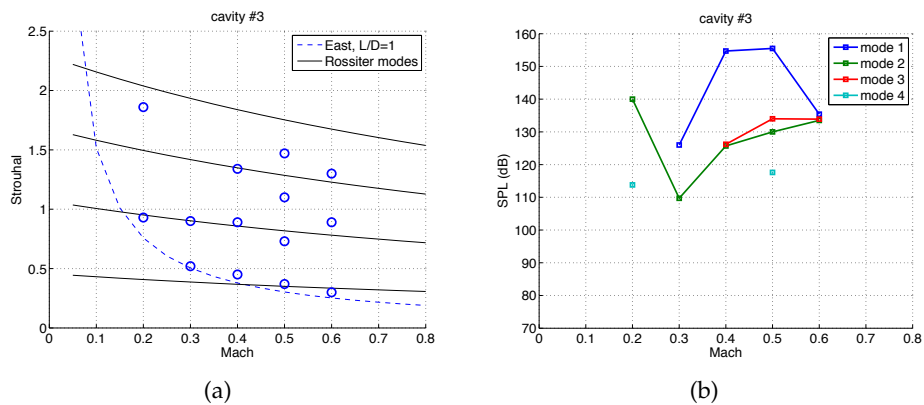 cavity #3
2.5
2
1.5
1
0.5
0
Strouhal
0 0.1 0.2 0.3 0.4 0.5 0.6 0.7 0.8
Mach
East, L/D=1
Rossiter modes
(a)
cavity #3
160
150
140
130
120
110
100
90
80
70
SPL (dB)
0 0.1 0.2 0.3 0.4 0.5 0.6 0.7 0.8
Mach
mode 1
mode 2
mode 3
mode 4
(b)